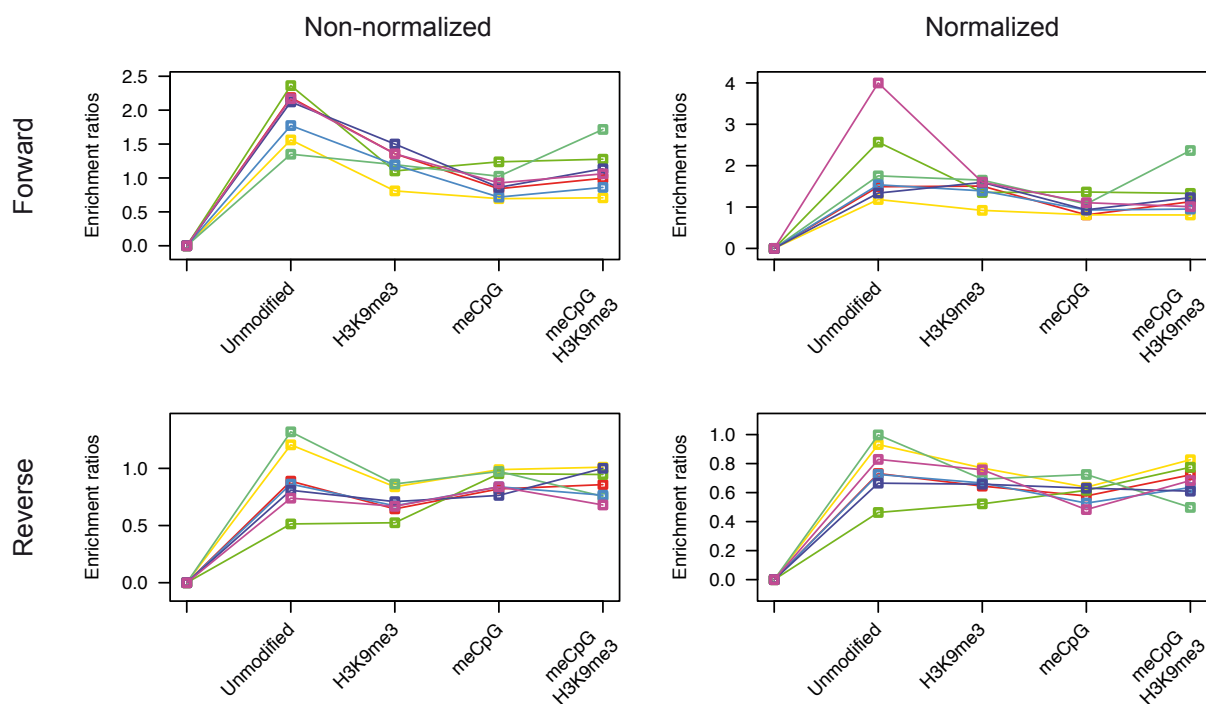 Non-normalized
Normalized
Forward
Enrichment ratios
2.5
2.0
1.5
1.0
0.5
0.0
Unmodified
H3K9me3
meCpG
meCpG
H3K9me3
Enrichment ratios
4
3
2
1
0
Unmodified
H3K9me3
meCpG
meCpG
H3K9me3
Reverse
Enrichment ratios
1.0
0.5
0.0
Unmodified
H3K9me3
meCpG
meCpG
H3K9me3
Enrichment ratios
1.0
0.8
0.6
0.4
0.2
0.0
Unmodified
H3K9me3
meCpG
meCpG
H3K9me3